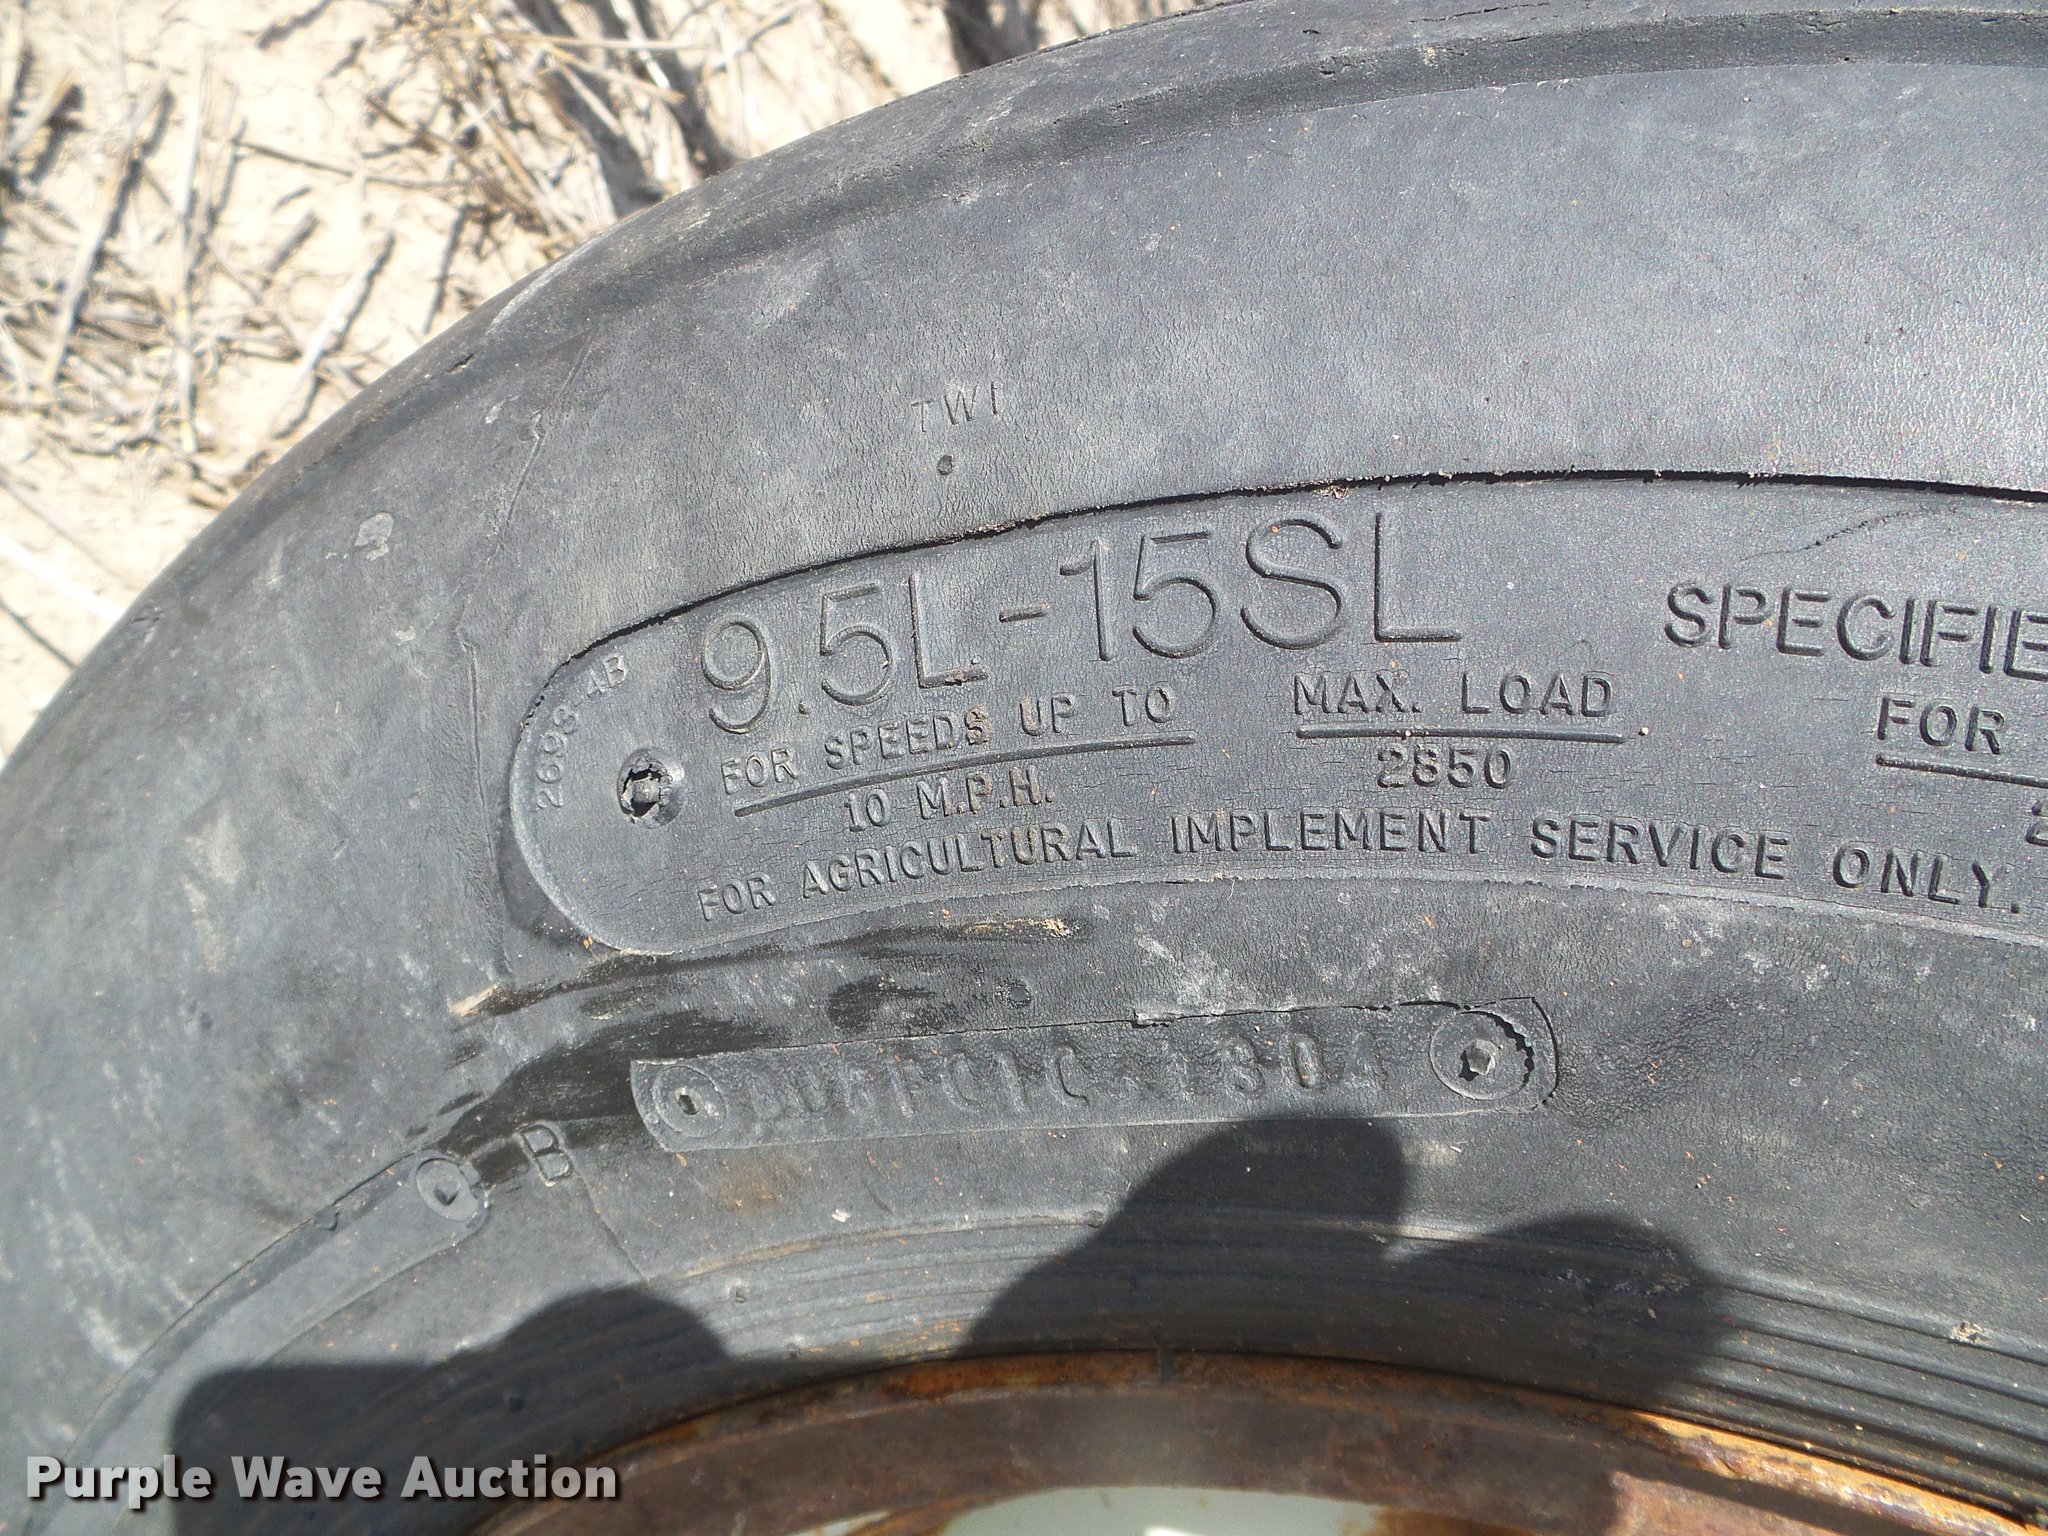 TWI
9.5L-15SL
2693-4B
FOR SPEEDS UP TO
10 M.P.H.
MAX. LOAD
2850
SPECIFIE
FOR
FOR AGRICULTURAL IMPLEMENT SERVICE ONLY.
B
Purple Wave Auction